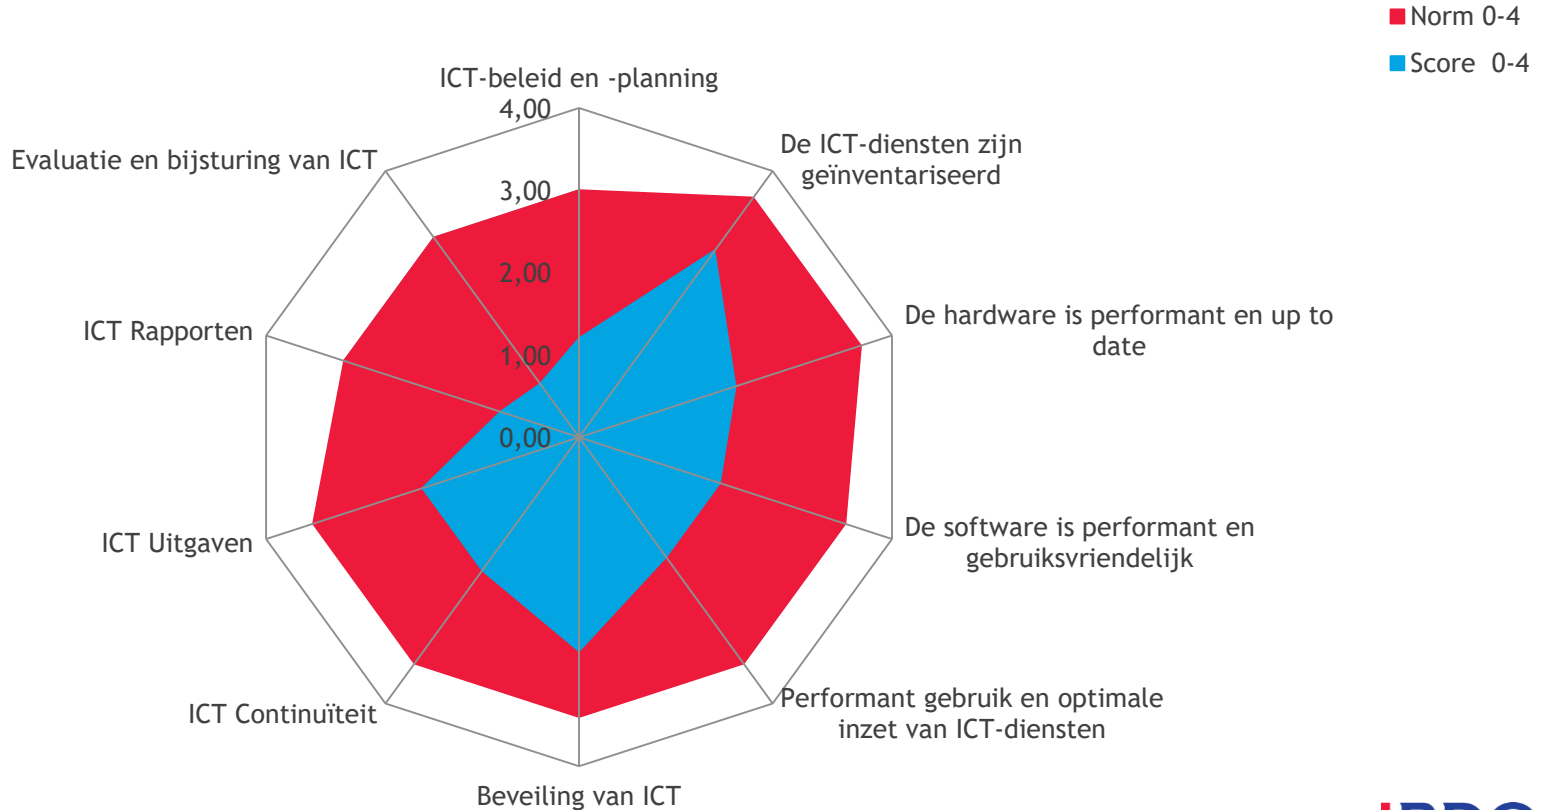 Norm 0-4
Score 0-4
ICT-beleid en -planning
4,00
De ICT-diensten zijn
geïnventariseerd
Evaluatie en bijsturing van ICT
3,00
2,00
De hardware is performant en up to
date
ICT Rapporten
1,00
0,00
De software is performant en
gebruiksvriendelijk
ICT Uitgaven
Performant gebruik en optimale
inzet van ICT-diensten
ICT Continuïteit
Beveiling van ICT